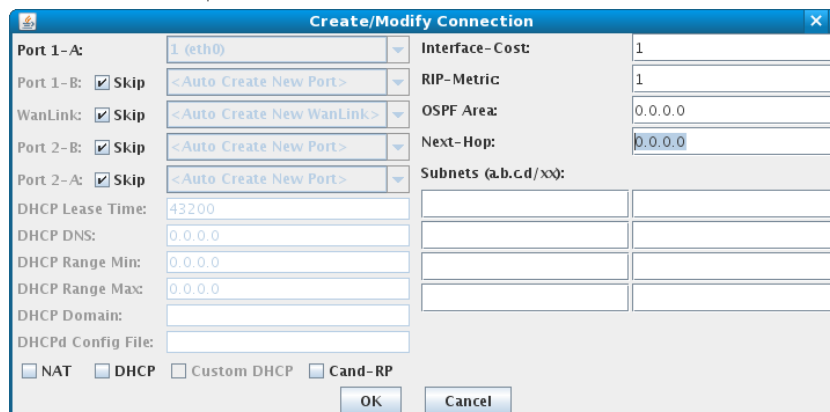 Create/Modify Connection
Port 1-A: 1 (eth0) Interface-Cost: 1
Port 1-B: Skip <Auto Create New Port> RIP-Metric: 1
WanLink: Skip <Auto Create New WanLink> OSPF Area: 0.0.0.0
Port 2-B: Skip <Auto Create New Port> Next-Hop: 0.0.0.0
Port 2-A: Skip <Auto Create New Port> Subnets (a.b.c.d/xx):
DHCP Lease Time: 43200
DHCP DNS: 0.0.0.0
DHCP Range Min: 0.0.0.0
DHCP Range Max: 0.0.0.0
DHCP Domain:
DHCPd Config File:
NAT DHCP Custom DHCP Cand-RP
OK Cancel